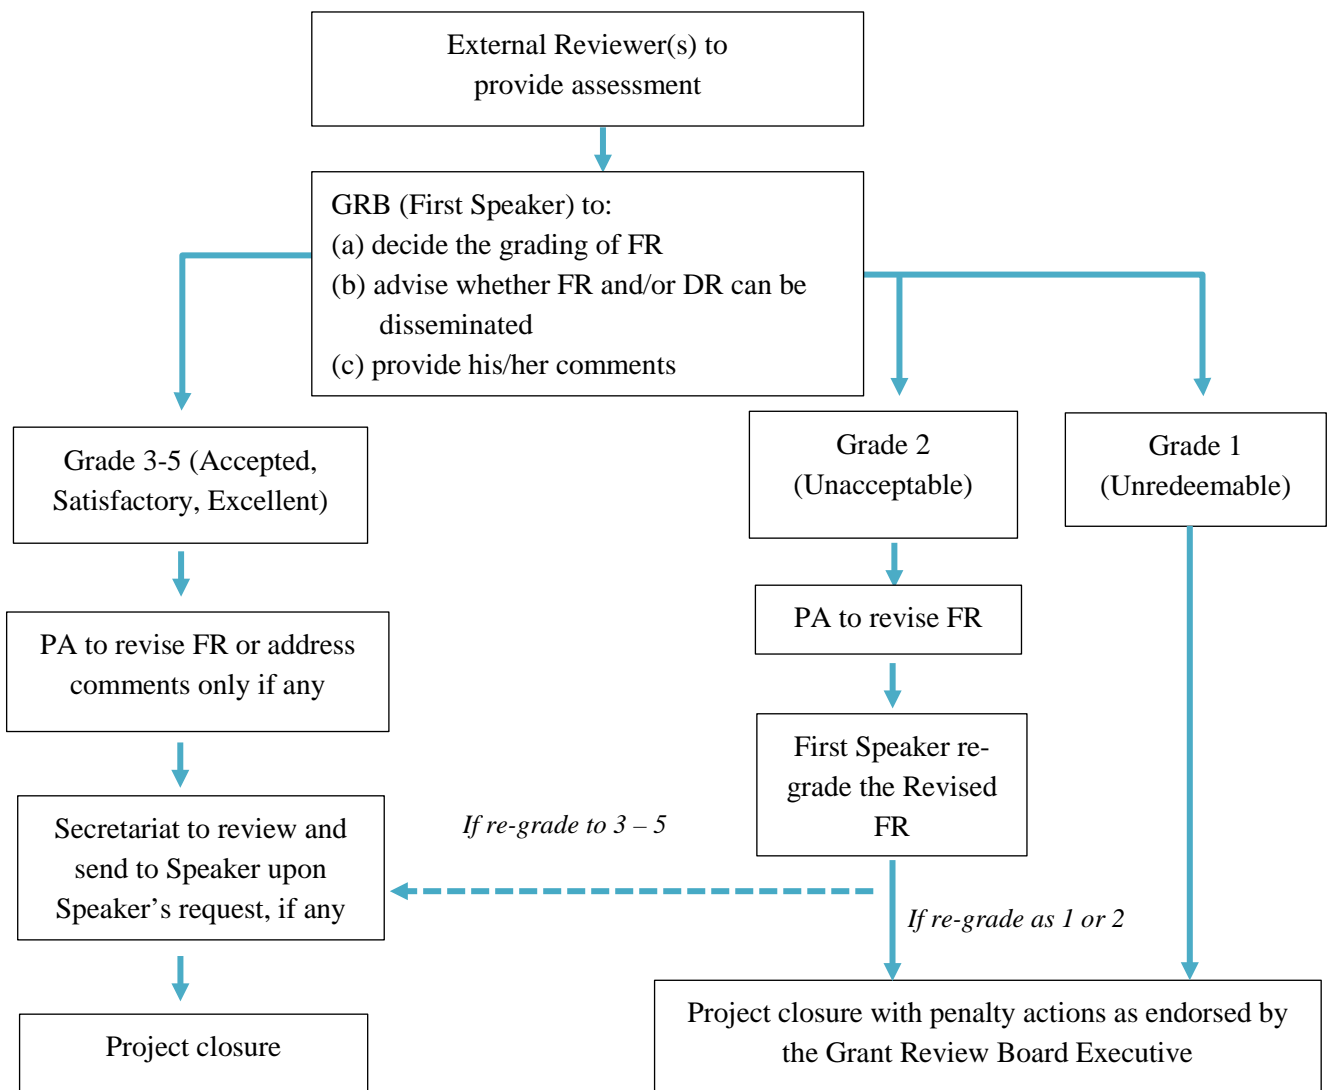 External Reviewer(s) to
provide assessment
GRB (First Speaker) to:
(a) decide the grading of FR
(b) advise whether FR and/or DR can be
disseminated
(c) provide his/her comments
Grade 3-5 (Accepted,
Satisfactory, Excellent)
Grade 2
(Unacceptable)
Grade 1
(Unredeemable)
PA to revise FR or address
comments only if any
PA to revise FR
First Speaker re-
grade the Revised
FR
Secretariat to review and
send to Speaker upon
Speaker’s request, if any
If re-grade to 3 – 5
If re-grade as 1 or 2
Project closure
Project closure with penalty actions as endorsed by
the Grant Review Board Executive